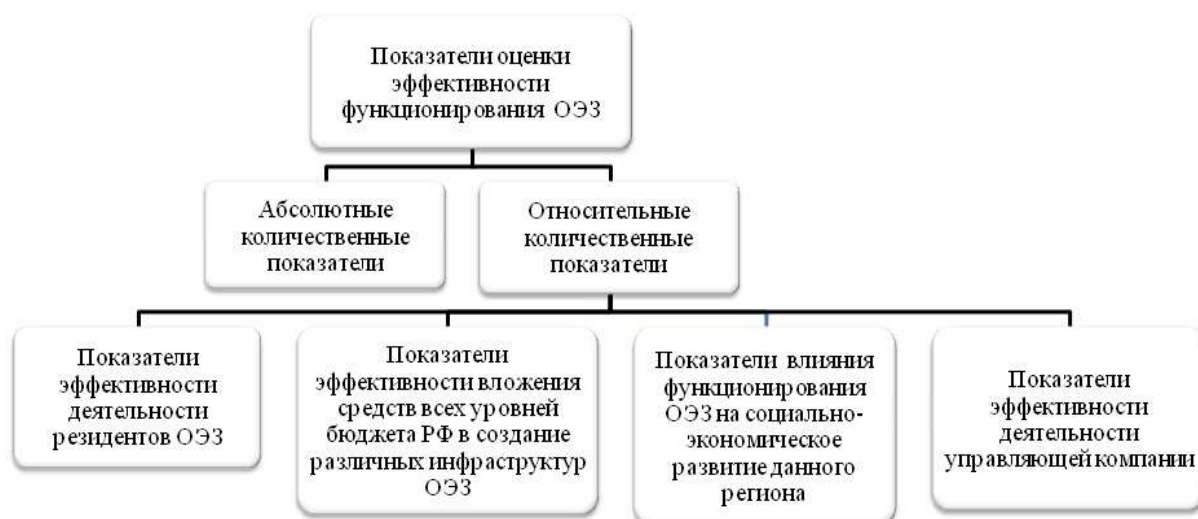 Показатели оценки
эффективности
функционирования ОЭЗ
Абсолютные
количественные
показатели
Относительные
количественные
показатели
Показатели
эффективности
деятельности
резидентов ОЭЗ
Показатели
эффективности вложения
средств всех уровней
бюджета РФ в создание
различных инфраструктур
ОЭЗ
Показатели влияния
функционирования
ОЭЗ на социально-
экономическое
развитие данного
региона
Показатели
эффективности
деятельности
управляющей компании